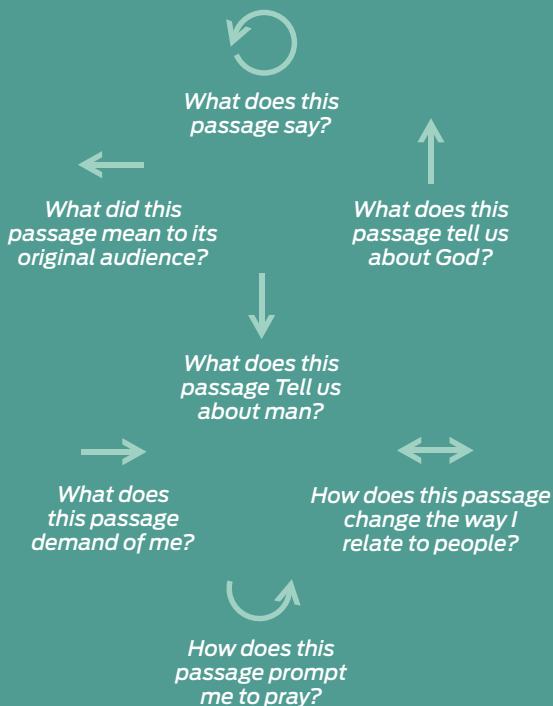 What does this
passage say?
What did this
passage mean to its
original audience?
What does this
passage tell us
about God?
What does this
passage Tell us
about man?
What does
this passage
demand of me?
How does this passage
change the way I
relate to people?
How does this
passage prompt
me to pray?